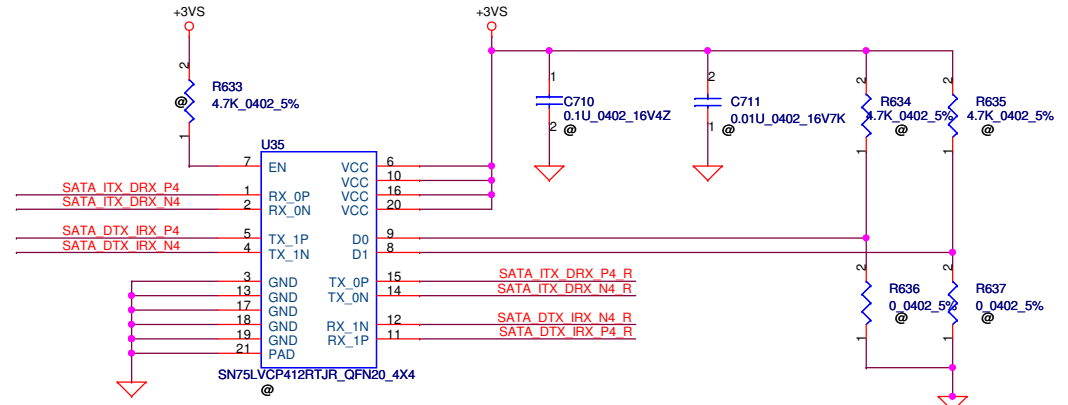 +3VS
+3VS
2
R633
@
4.7K_0402_5%
1
1
C710
0.1U_0402_16V4Z
2
@
2
C711
0.01U_0402_16V7K
1
@
2
R634
4.7K_0402_5%
1
2
R635
4.7K_0402_5%
1
U35
7 EN
VCC 6
VCC 10
VCC 16
VCC 20
SATA_ITX_DRX_P4 1 RX_0P
SATA_ITX_DRX_N4 2 RX_0N
SATA_DTX_IRX_P4 5 TX_1P
SATA_DTX_IRX_N4 4 TX_1N
D0 9
D1 8
3 GND
13 GND
17 GND
18 GND
19 GND
21 PAD
TX_0P 15 SATA_ITX_DRX_P4_R
TX_0N 14 SATA_ITX_DRX_N4_R
RX_1N 12 SATA_DTX_IRX_N4_R
RX_1P 11 SATA_DTX_IRX_P4_R
2
R636
0_0402_5%
@
1
2
R637
0_0402_5%
@
1
SN75LVCP412RTJR_QFN20_4X4
@